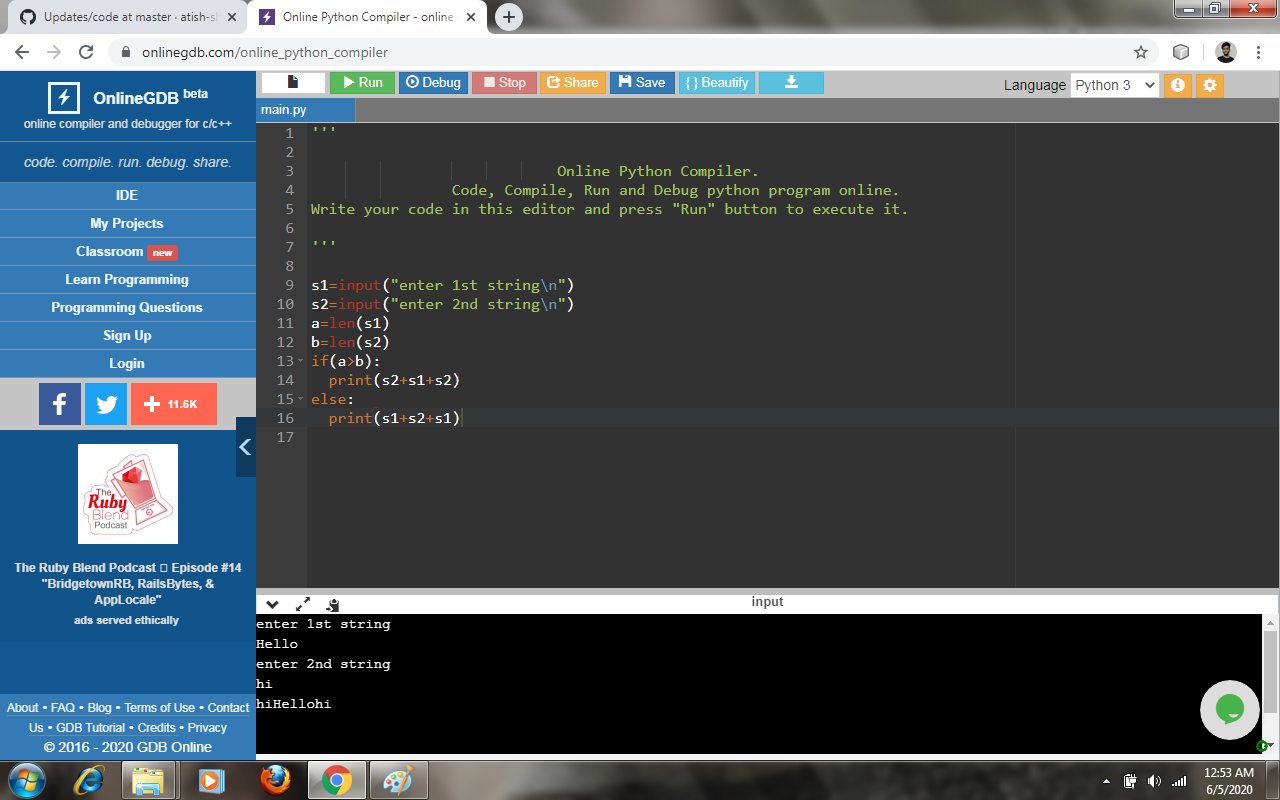 Updates/code at master · atish-sl
Online Python Compiler - online
onlinegdb.com/online_python_compiler
OnlineGDB beta
online compiler and debugger for c/c++
code. compile. run. debug. share.
IDE
My Projects
Classroom new
Learn Programming
Programming Questions
Sign Up
Login
11.6K
The Ruby Blend Podcast
The Ruby Blend Podcast Episode #14
"BridgetownRB, RailsBytes, &
AppLocale"
ads served ethically
About • FAQ • Blog • Terms of Use • Contact
Us • GDB Tutorial • Credits • Privacy
© 2016 - 2020 GDB Online
Run Debug Stop Share Save { } Beautify
Language Python 3
main.py
1 '''
2
3 Online Python Compiler.
4 Code, Compile, Run and Debug python program online.
5 Write your code in this editor and press "Run" button to execute it.
6
7 '''
8
9 s1=input("enter 1st string\n")
10 s2=input("enter 2nd string\n")
11 a=len(s1)
12 b=len(s2)
13 if(a>b):
14 print(s2+s1+s2)
15 else:
16 print(s1+s2+s1)
17
input
enter 1st string
Hello
enter 2nd string
hi
hiHellohi
12:53 AM
6/5/2020